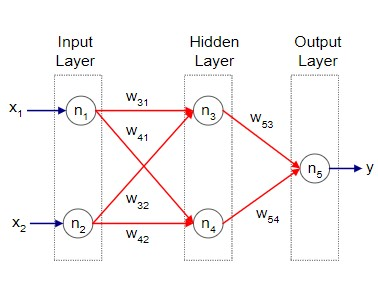 Input Layer
Hidden Layer
Output Layer
x1
n1
w31
n3
w41
w53
n5
y
w32
w54
x2
n2
w42
n4